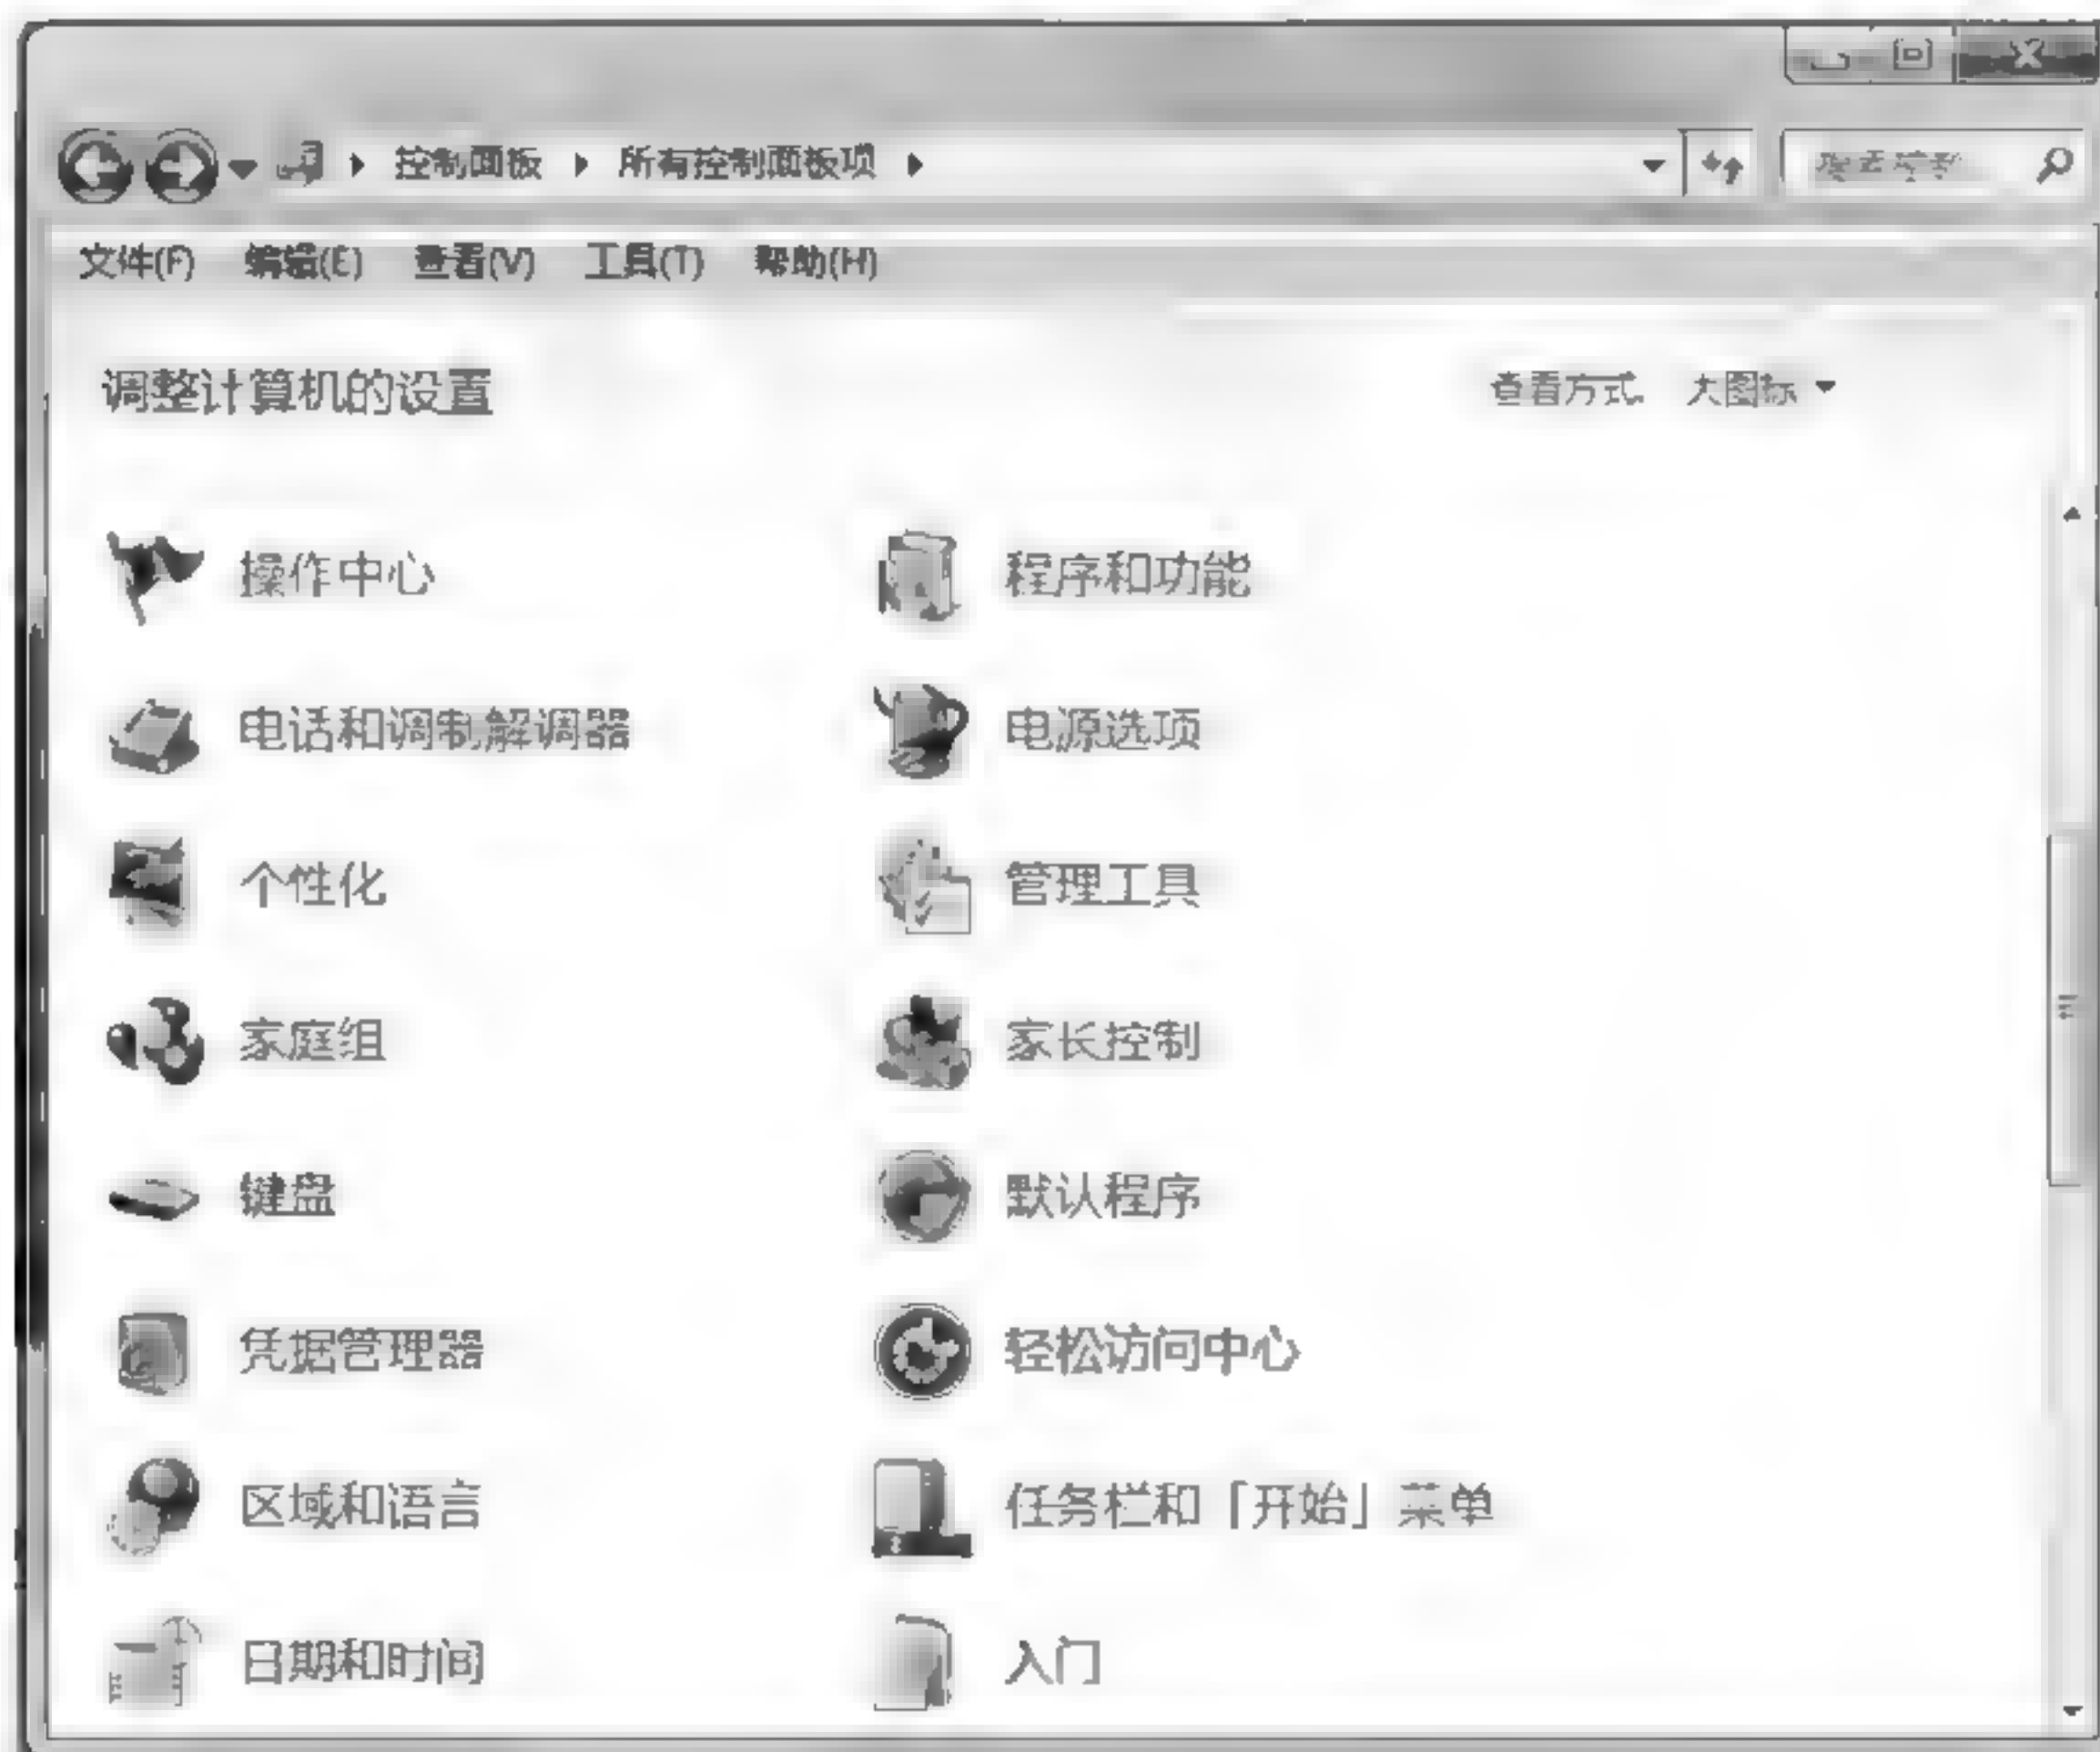 控制面板 所有控制面板项
文件(F) 编辑(E) 查看(V) 工具(T) 帮助(H)
调整计算机的设置 查看方式: 大图标
操作中心 程序和功能
电话和调制解调器 电源选项
个性化 管理工具
家庭组 家长控制
键盘 默认程序
凭据管理器 轻松访问中心
区域和语言 任务栏和「开始」菜单
日期和时间 入门